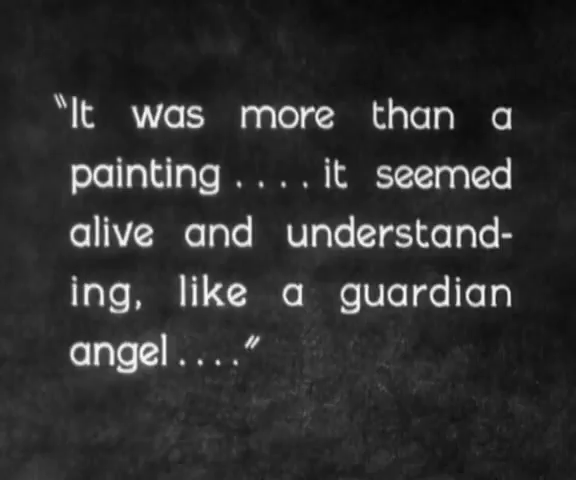 "It was more than a
painting . . . . it seemed
alive and understand-
ing, like a guardian
angel . . . ."